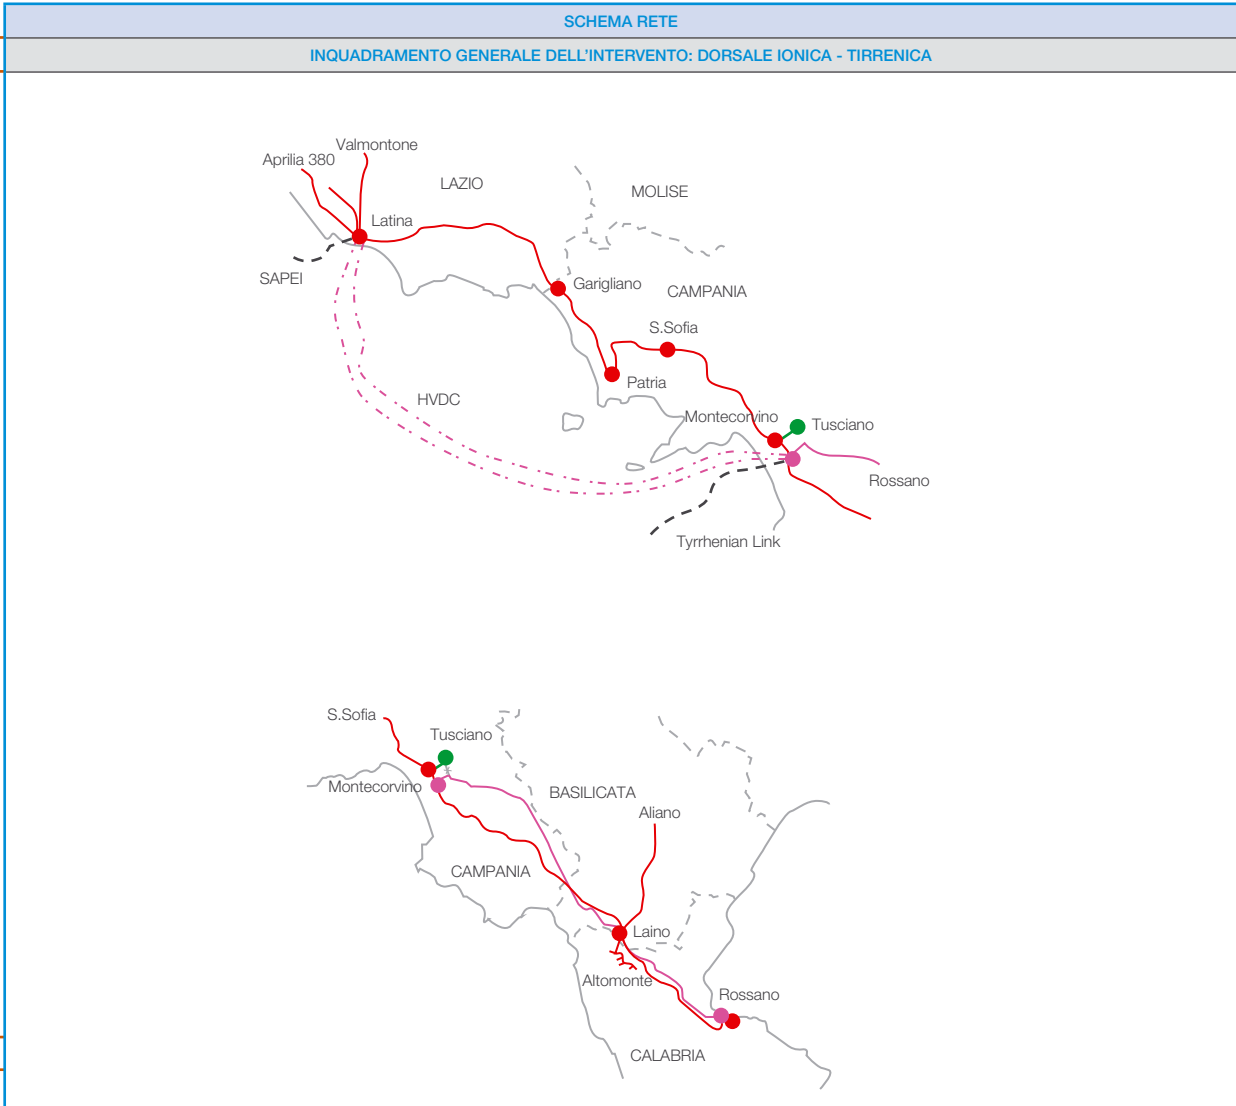 SCHEMA RETE
INQUADRAMENTO GENERALE DELL'INTERVENTO: DORSALE IONICA - TIRRENICA
Valmontone
Aprilia 380
LAZIO
MOLISE
Latina
SAPEI
Garigliano
CAMPANIA
S.Sofia
Patria
HVDC
Montecorvino
Tusciano
Rossano
Tyrrhenian Link
S.Sofia
Tusciano
Montecorvino
BASILICATA
Aliano
CAMPANIA
Laino
Altomonte
Rossano
CALABRIA